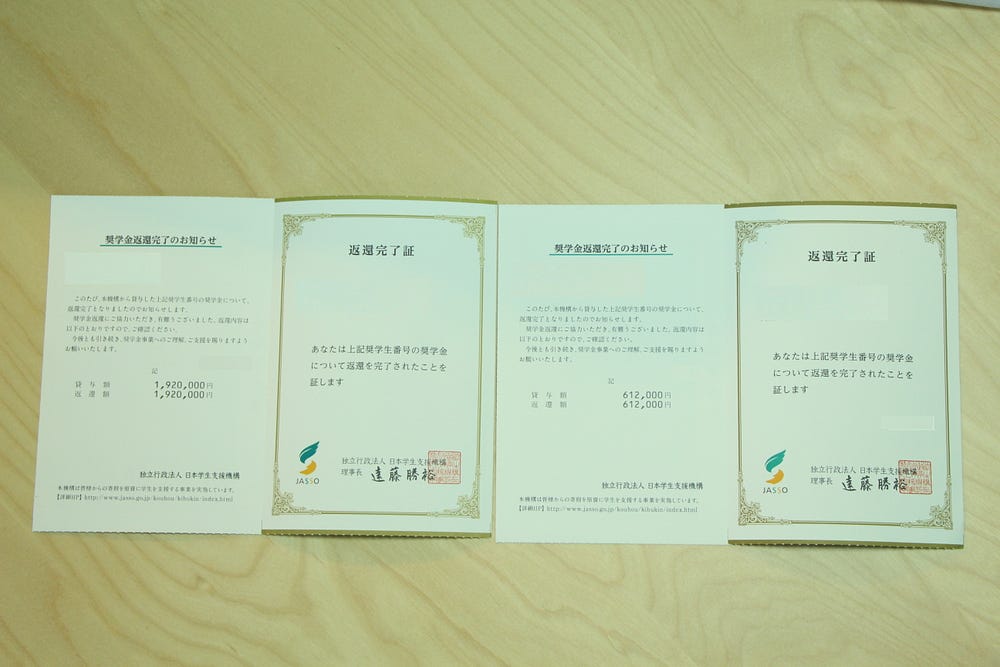 奨学金返還完了のお知らせ
このたび、本機構から貸与した上記奨学生番号の奨学金について、
返還完了となりましたのでお知らせします。
奨学金返還にご協力いただき、有難うございました。返還内容は
以下のとおりですので、ご確認ください。
今後とも引き続き、奨学金事業へのご理解、ご支援を賜りますよう
お願いいたします。
記
貸与額 1,920,000円
返還額 1,920,000円
独立行政法人 日本学生支援機構
本機構は皆様からの寄附を原資に学生を支援する事業を実施しています。
【詳細HP】http://www.jasso.go.jp/kouhou/kihukin/index.html
返還完了証
あなたは上記奨学生番号の奨学金
について返還を完了されたことを
証します
JASSO
独立行政法人 日本学生支援機構
理事長 遠藤勝裕
奨学金返還完了のお知らせ
このたび、本機構から貸与した上記奨学生番号の奨学金について、
返還完了となりましたのでお知らせします。
奨学金返還にご協力いただき、有難うございました。返還内容は
以下のとおりですので、ご確認ください。
今後とも引き続き、奨学金事業へのご理解、ご支援を賜りますよう
お願いいたします。
記
貸与額 612,000円
返還額 612,000円
独立行政法人 日本学生支援機構
本機構は皆様からの寄附を原資に学生を支援する事業を実施しています。
【詳細HP】http://www.jasso.go.jp/kouhou/kihukin/index.html
返還完了証
あなたは上記奨学生番号の奨学金
について返還を完了されたことを
証します
JASSO
独立行政法人 日本学生支援機構
理事長 遠藤勝裕